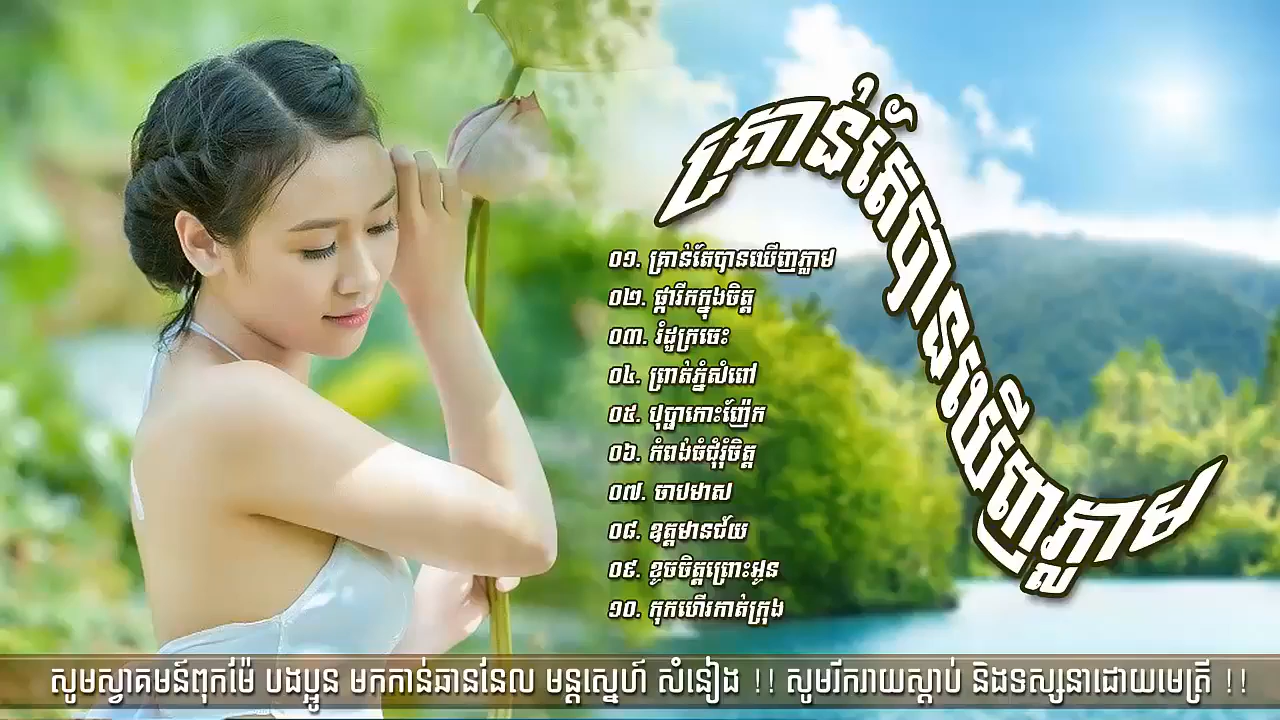 គ្រាន់តែបានឃើញភ្លាម
០១. គ្រាន់តែបានឃើញភ្លាម
០២. ផ្ការីកក្នុងចិត្ត
០៣. រំដួក្រចេះ
០៤. ព្រាត់ភ្នំសំពៅ
០៥. បុប្ផាកោះញ៉ែក
០៦. កំពង់ធំជុំរុំចិត្ត
០៧. ចាបមាស
០៨. ឧត្តមានជ័យ
០៩. ខូចចិត្តព្រោះអូន
១០. កុកហើរកាត់ក្រុង
សូមស្វាគមន៍ពុកម៉ែ បងប្អូន មកកាន់ឆានែល មន្តស្នេហ៍ សំនៀង !! សូមរីករាយស្តាប់ និងទស្សនាដោយមេត្រី !!